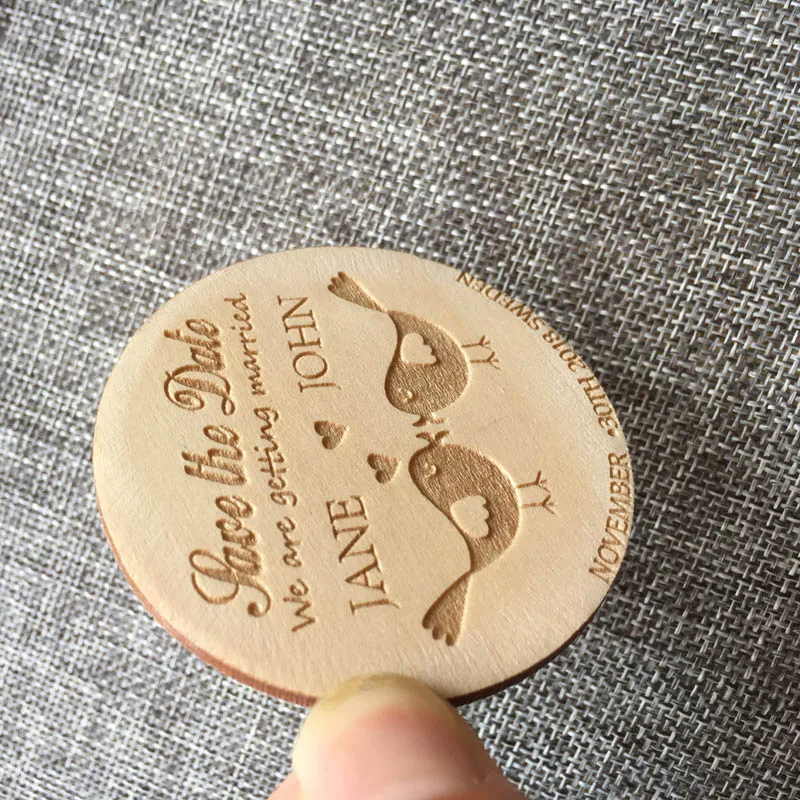 Save the Date
We are getting married
JANE JOHN
NOVEMBER •30TH 2018 SWEDEN